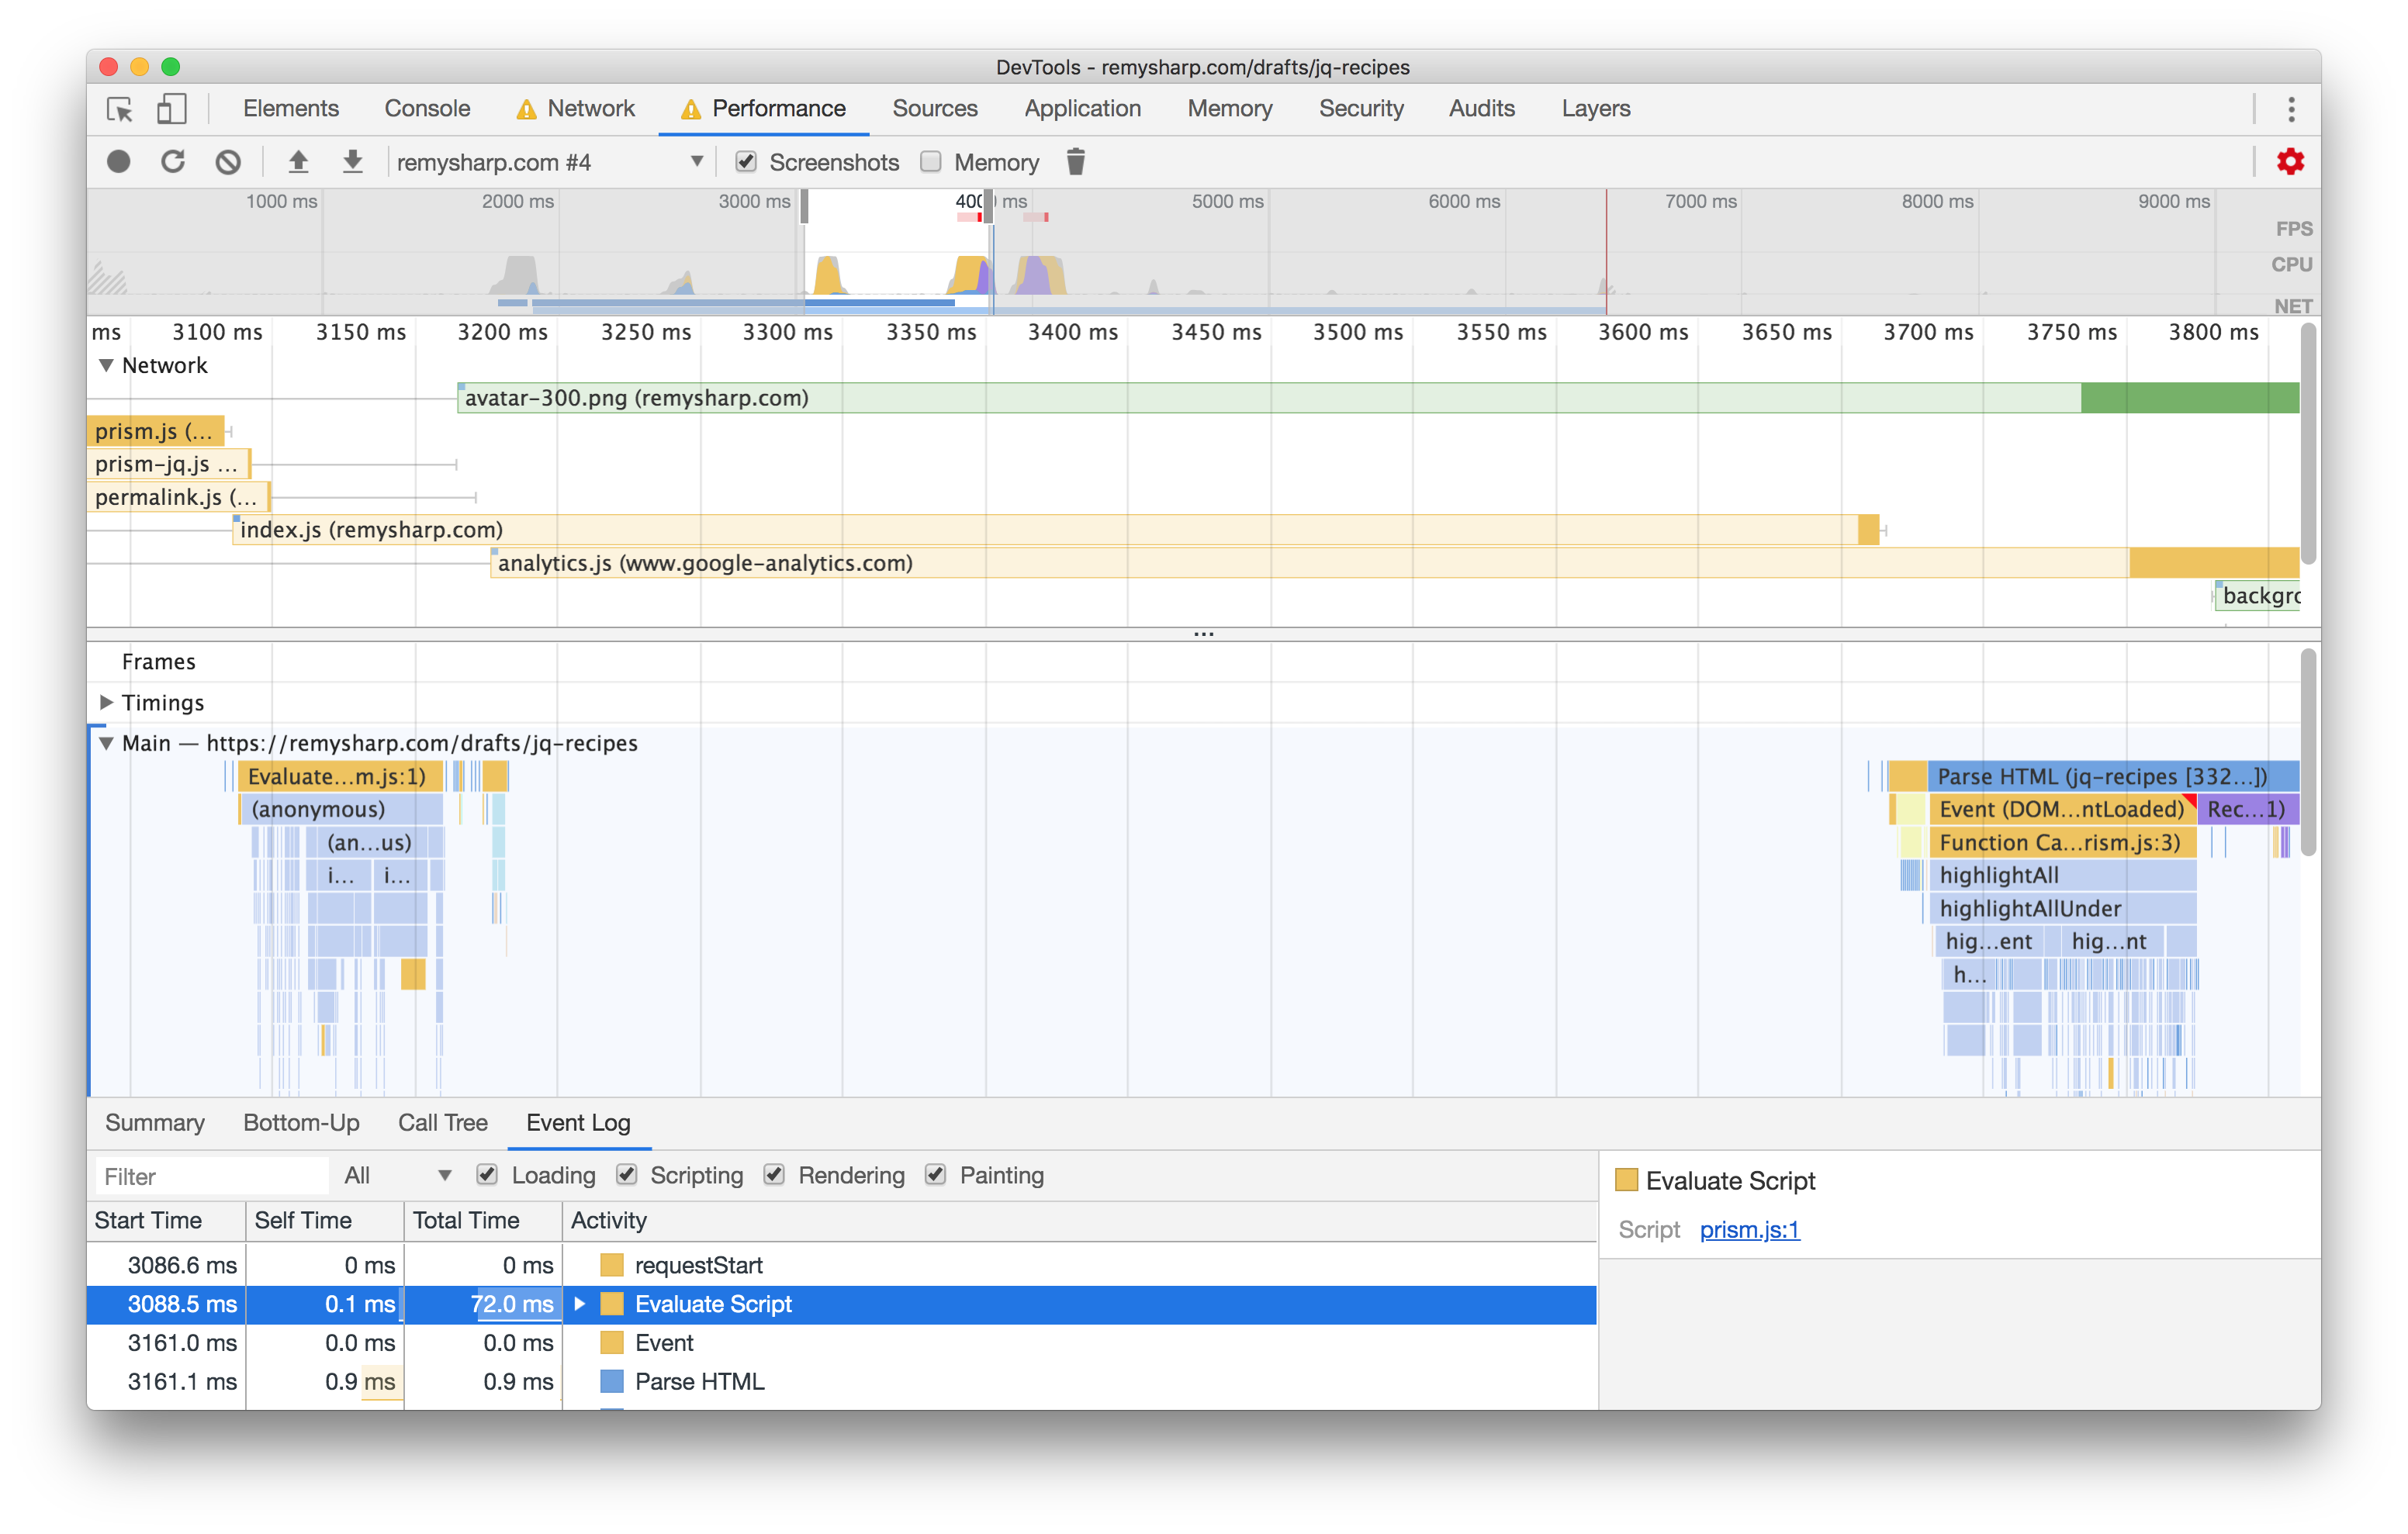 DevTools - remysharp.com/drafts/jq-recipes
Elements Console Network Performance Sources Application Memory Security Audits Layers
remysharp.com #4 Screenshots Memory
1000 ms 2000 ms 3000 ms 400 ms 5000 ms 6000 ms 7000 ms 8000 ms 9000 ms
FPS
CPU
NET
ms 3100 ms 3150 ms 3200 ms 3250 ms 3300 ms 3350 ms 3400 ms 3450 ms 3500 ms 3550 ms 3600 ms 3650 ms 3700 ms 3750 ms 3800 ms
Network
avatar-300.png (remysharp.com)
prism.js (...
prism-jq.js ...
permalink.js (...
index.js (remysharp.com)
analytics.js (www.google-analytics.com)
backgro
...
Frames
Timings
Main — https://remysharp.com/drafts/jq-recipes
Evaluate...m.js:1) Parse HTML (jq-recipes [332...])
(anonymous) Event (DOM...ntLoaded) Rec...1)
(an...us) Function Ca...rism.js:3)
i... i... highlightAll
highlightAllUnder
hig...ent hig...nt
h...
Summary Bottom-Up Call Tree Event Log
Filter All Loading Scripting Rendering Painting
Evaluate Script
Script prism.js:1
Start Time Self Time Total Time Activity
3086.6 ms 0 ms 0 ms requestStart
3088.5 ms 0.1 ms 72.0 ms Evaluate Script
3161.0 ms 0.0 ms 0.0 ms Event
3161.1 ms 0.9 ms 0.9 ms Parse HTML